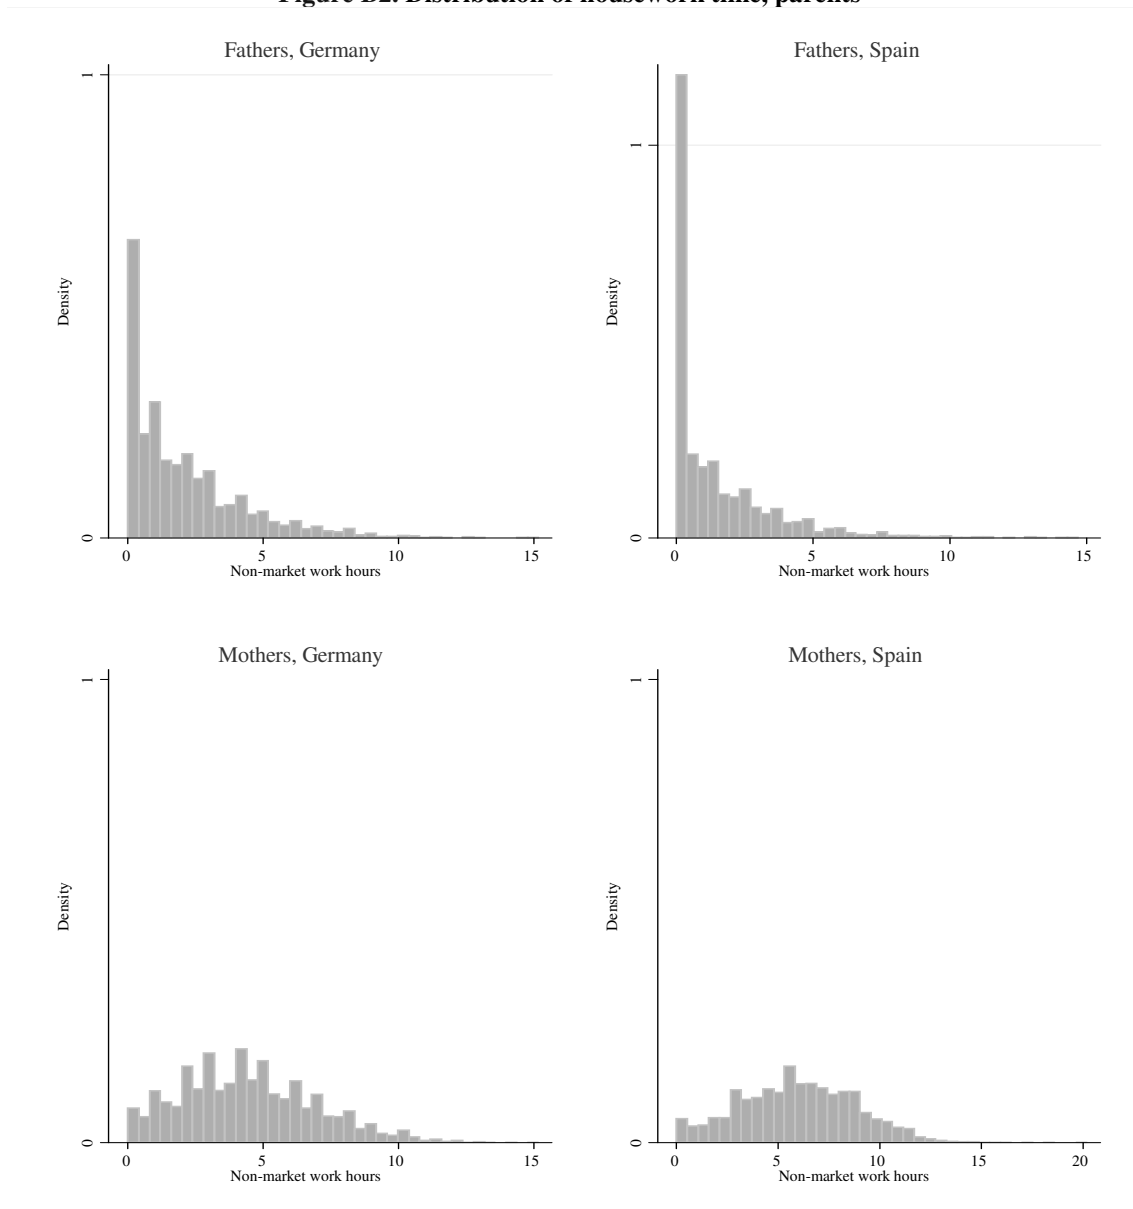 Figure D2. Distribution of housework time, parents
Fathers, Germany
1
Density
0
0 5 10 15
Non-market work hours
Fathers, Spain
1
Density
0
0 5 10 15
Non-market work hours
Mothers, Germany
1
Density
0
0 5 10 15
Non-market work hours
Mothers, Spain
1
Density
0
0 5 10 15 20
Non-market work hours